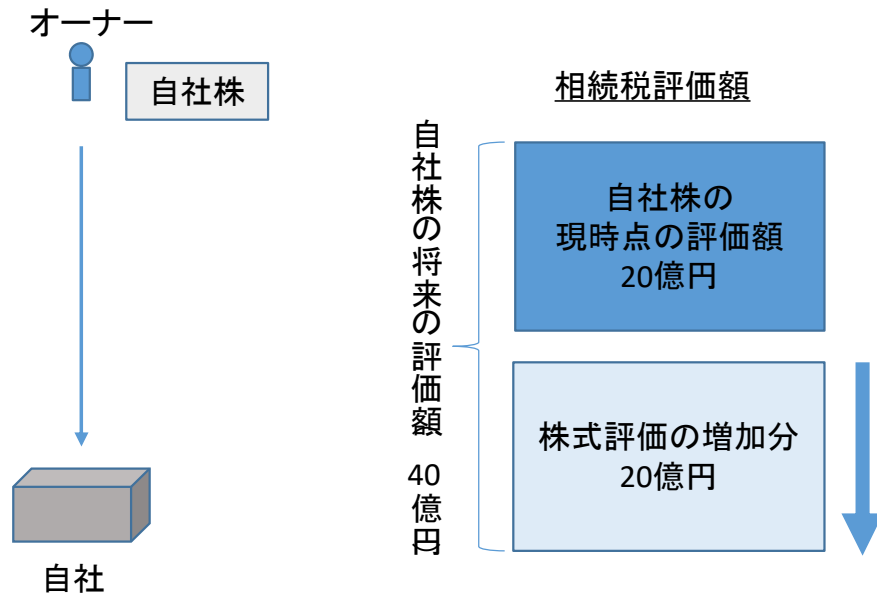 オーナー
自社株
自社
相続税評価額
自社株の将来の評価額 40億円)
自社株の
現時点の評価額
20億円
株式評価の増加分
20億円